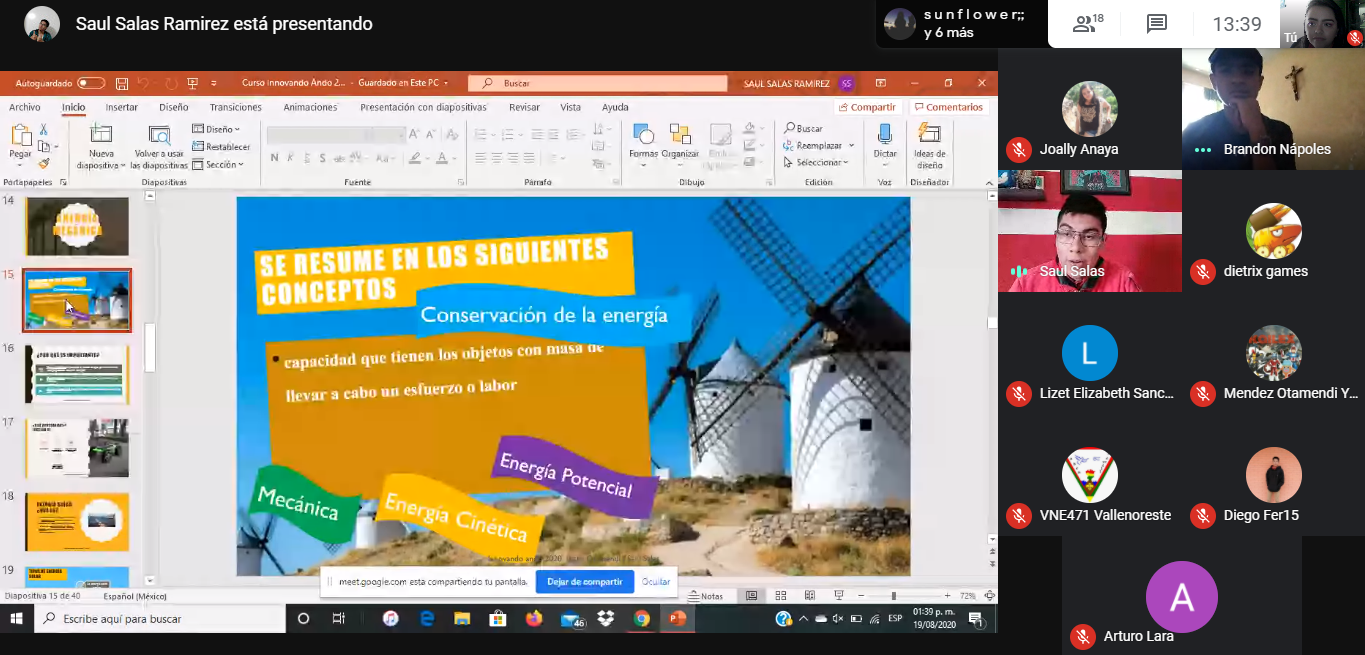 Saul Salas Ramirez está presentando
s u n f l o w e r;;
y 6 más
18
13:39
Tú
Autoguardado
Curso Innovando Ando 2... - Guardado en Este PC
Buscar
SAUL SALAS RAMIREZ
SS
Archivo Inicio Insertar Diseño Transiciones Animaciones Presentación con diapositivas Revisar Vista Ayuda
Compartir
Comentarios
Pegar
Nueva
diapositiva
Volver a usar
las diapositivas
Diseño
Restablecer
Sección
Formas
Organizar
Buscar
Reemplazar
Seleccionar
Dictar
Ideas de
diseño
Portapapeles
Diapositivas
Fuente
Párrafo
Dibujo
Edición
Voz
Diseñador
14
ENERGÍA
MECÁNICA
15
16
¿POR QUÉ ES IMPORTANTE?
17
18
19
SE RESUME EN LOS SIGUIENTES
CONCEPTOS
Conservación de la energía
capacidad que tienen los objetos con masa de
llevar a cabo un esfuerzo o labor
Energía Potencial
Mecánica
Energía Cinética
meet.google.com está compartiendo tu pantalla.
Dejar de compartir
Ocultar
Diapositiva 15 de 40
Español (México)
Notas
72%
Escribe aquí para buscar
46
ESP
01:39 p. m.
19/08/2020
1
Joally Anaya
Brandon Nápoles
Saul Salas
dietrix games
L
Lizet Elizabeth Sanc...
Mendez Otamendi Y...
VNE471 Vallenoreste
Diego Fer15
A
Arturo Lara